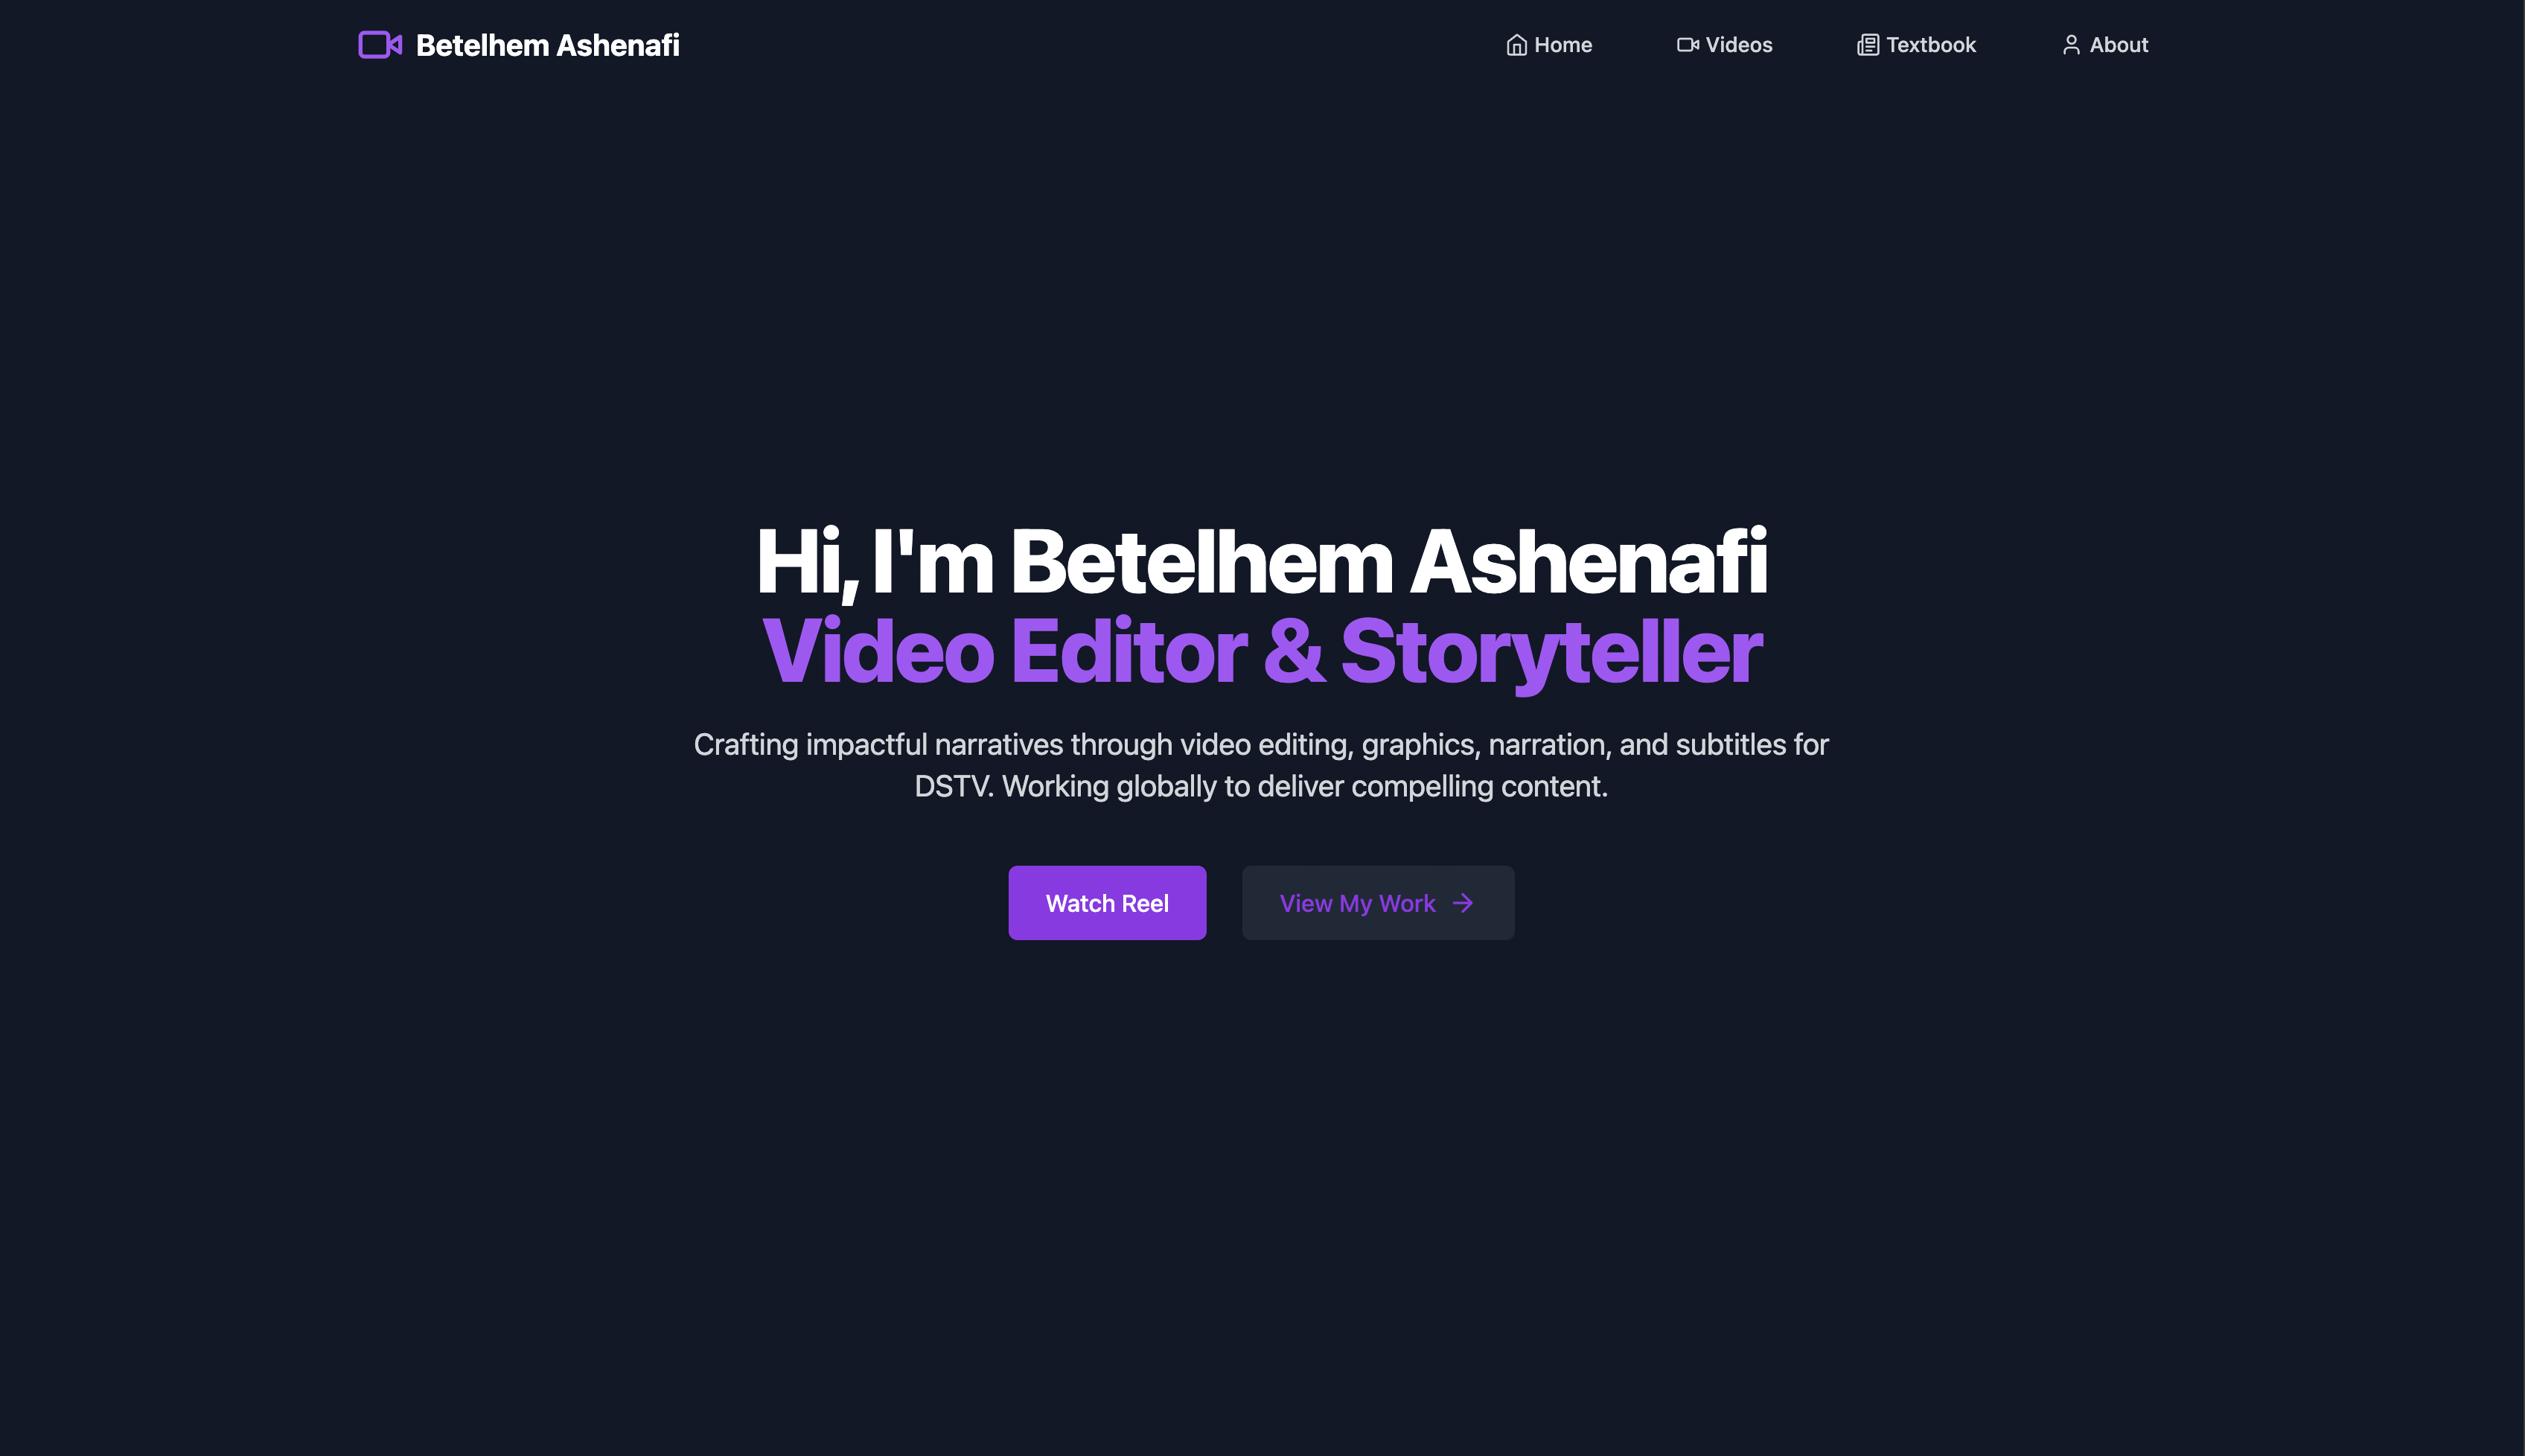 Betelhem Ashenafi
Home Videos Textbook About
Hi, I'm Betelhem Ashenafi
Video Editor & Storyteller
Crafting impactful narratives through video editing, graphics, narration, and subtitles for
DSTV. Working globally to deliver compelling content.
Watch Reel
View My Work